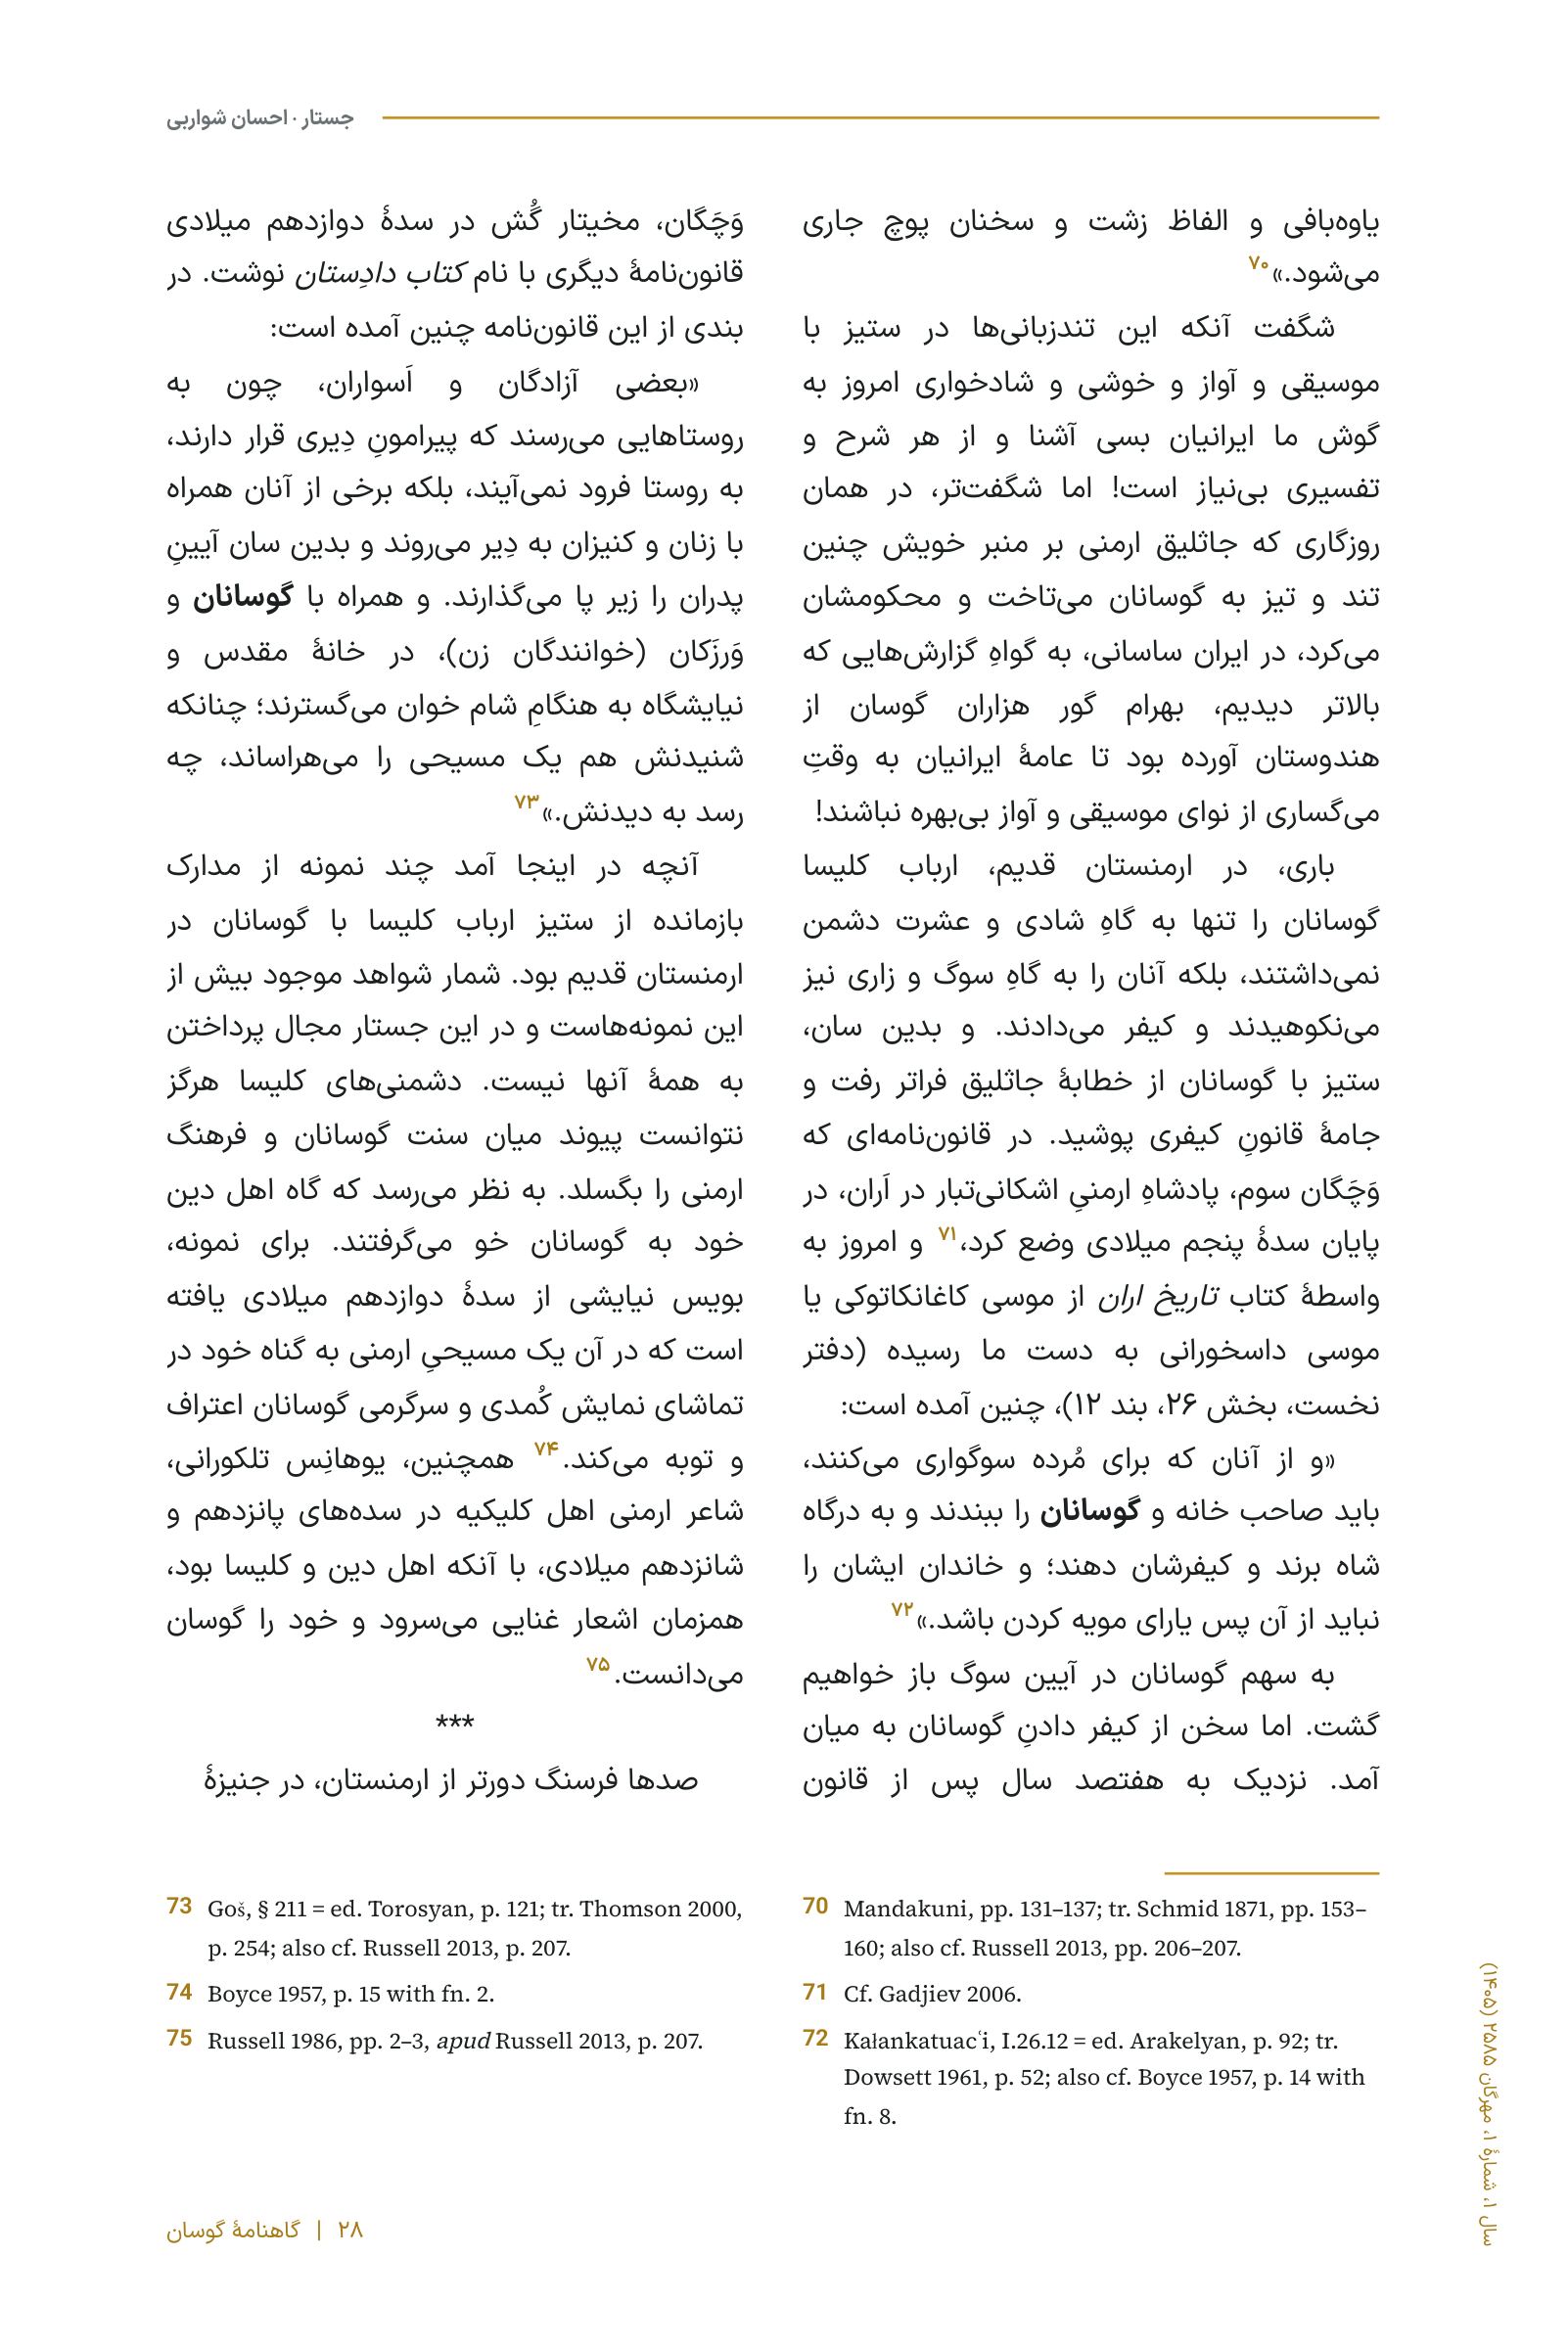 جستار · احسان شواربی
یاوه‌بافی و الفاظ زشت و سخنان پوچ جاری
می‌شود.»۷۰
شگفت آنکه این تندزبانی‌ها در ستیز با
موسیقی و آواز و خوشی و شادخواری امروز به
گوش ما ایرانیان بسی آشنا و از هر شرح و
تفسیری بی‌نیاز است! اما شگفت‌تر، در همان
روزگاری که جاثلیق ارمنی بر منبر خویش چنین
تند و تیز به گوسانان می‌تاخت و محکومشان
می‌کرد، در ایران ساسانی، به گواهِ گزارش‌هایی که
بالاتر دیدیم، بهرام گور هزاران گوسان از
هندوستان آورده بود تا عامهٔ ایرانیان به وقتِ
می‌گساری از نوای موسیقی و آواز بی‌بهره نباشند!
باری، در ارمنستان قدیم، ارباب کلیسا
گوسانان را تنها به گاهِ شادی و عشرت دشمن
نمی‌داشتند، بلکه آنان را به گاهِ سوگ و زاری نیز
می‌نکوهیدند و کیفر می‌دادند. و بدین سان،
ستیز با گوسانان از خطابهٔ جاثلیق فراتر رفت و
جامهٔ قانونِ کیفری پوشید. در قانون‌نامه‌ای که
وَچَگان سوم، پادشاهِ ارمنیِ اشکانی‌تبار در اَران، در
پایان سدهٔ پنجم میلادی وضع کرد،۷۱ و امروز به
واسطهٔ کتاب تاریخ اران از موسی کاغانکاتوکی یا
موسی داسخورانی به دست ما رسیده (دفتر
نخست، بخش ۲۶، بند ۱۲)، چنین آمده است:
«و از آنان که برای مُرده سوگواری می‌کنند،
باید صاحب خانه و گوسانان را ببندند و به درگاه
شاه برند و کیفرشان دهند؛ و خاندان ایشان را
نباید از آن پس یارای مویه کردن باشد.»۷۲
به سهم گوسانان در آیین سوگ باز خواهیم
گشت. اما سخن از کیفر دادنِ گوسانان به میان
آمد. نزدیک به هفتصد سال پس از قانون
وَچَگان، مخیتار گُش در سدهٔ دوازدهم میلادی
قانون‌نامهٔ دیگری با نام کتاب دادِستان نوشت. در
بندی از این قانون‌نامه چنین آمده است:
«بعضی آزادگان و اَسواران، چون به
روستاهایی می‌رسند که پیرامونِ دِیری قرار دارند،
به روستا فرود نمی‌آیند، بلکه برخی از آنان همراه
با زنان و کنیزان به دِیر می‌روند و بدین سان آیینِ
پدران را زیر پا می‌گذارند. و همراه با گوسانان و
وَرزَکان (خوانندگان زن)، در خانهٔ مقدس و
نیایشگاه به هنگامِ شام خوان می‌گسترند؛ چنانکه
شنیدنش هم یک مسیحی را می‌هراساند، چه
رسد به دیدنش.»۷۳
آنچه در اینجا آمد چند نمونه از مدارک
بازمانده از ستیز ارباب کلیسا با گوسانان در
ارمنستان قدیم بود. شمار شواهد موجود بیش از
این نمونه‌هاست و در این جستار مجال پرداختن
به همهٔ آنها نیست. دشمنی‌های کلیسا هرگز
نتوانست پیوند میان سنت گوسانان و فرهنگ
ارمنی را بگسلد. به نظر می‌رسد که گاه اهل دین
خود به گوسانان خو می‌گرفتند. برای نمونه،
بویس نیایشی از سدهٔ دوازدهم میلادی یافته
است که در آن یک مسیحیِ ارمنی به گناه خود در
تماشای نمایش کُمدی و سرگرمی گوسانان اعتراف
و توبه می‌کند.۷۴ همچنین، یوهانِس تلکورانی،
شاعر ارمنی اهل کلیکیه در سده‌های پانزدهم و
شانزدهم میلادی، با آنکه اهل دین و کلیسا بود،
همزمان اشعار غنایی می‌سرود و خود را گوسان
می‌دانست.۷۵
***
صدها فرسنگ دورتر از ارمنستان، در جنیزهٔ
70 Mandakuni, pp. 131–137; tr. Schmid 1871, pp. 153–
160; also cf. Russell 2013, pp. 206–207.
71 Cf. Gadjiev 2006.
72 Kałankatuacʿi, I.26.12 = ed. Arakelyan, p. 92; tr.
Dowsett 1961, p. 52; also cf. Boyce 1957, p. 14 with
fn. 8.
73 Goš, § 211 = ed. Torosyan, p. 121; tr. Thomson 2000,
p. 254; also cf. Russell 2013, p. 207.
74 Boyce 1957, p. 15 with fn. 2.
75 Russell 1986, pp. 2–3, apud Russell 2013, p. 207.
سال ۱، شمارهٔ ۱، مهرگان ۲۵۸۵ (۱۴۰۵)
۲۸ | گاهنامهٔ گوسان